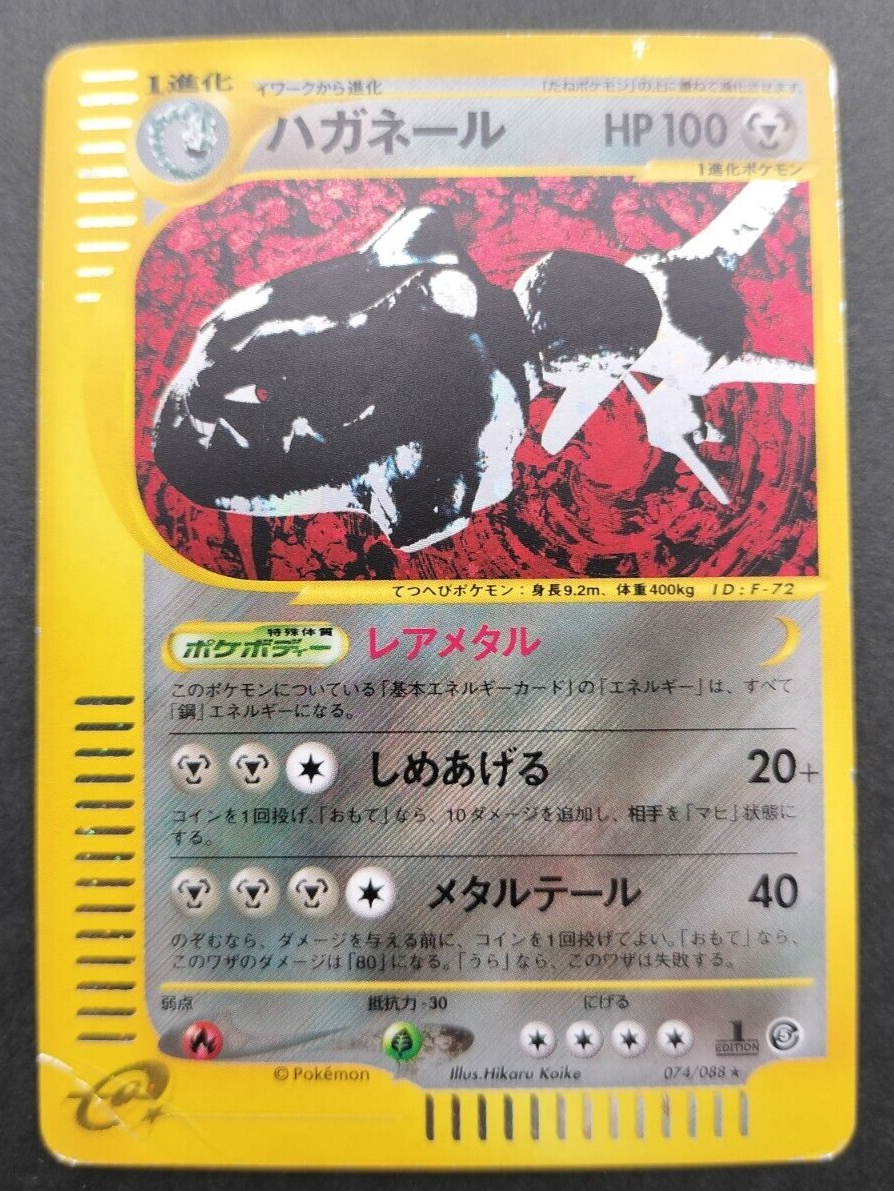 1進化 イワークから進化 「たねポケモン」の上に重ねて進化させます。
ハガネール HP 100
1進化ポケモン
てつへびポケモン：身長9.2m、体重400kg ID：F-72
特殊体質
ポケボディー レアメタル
このポケモンについている「基本エネルギーカード」の「エネルギー」は、すべて
「鋼」エネルギーになる。
しめあげる 20+
コインを1回投げ、「おもて」なら、10ダメージを追加し、相手を「マヒ」状態に
する。
メタルテール 40
のぞむなら、ダメージを与える前に、コインを1回投げてよい。「おもて」なら、
このワザのダメージは「80」になる。「うら」なら、このワザは失敗する。
弱点 抵抗力 -30 にげる
1
EDITION
©Pokémon Illus.Hikaru Koike 074/088 ★
e